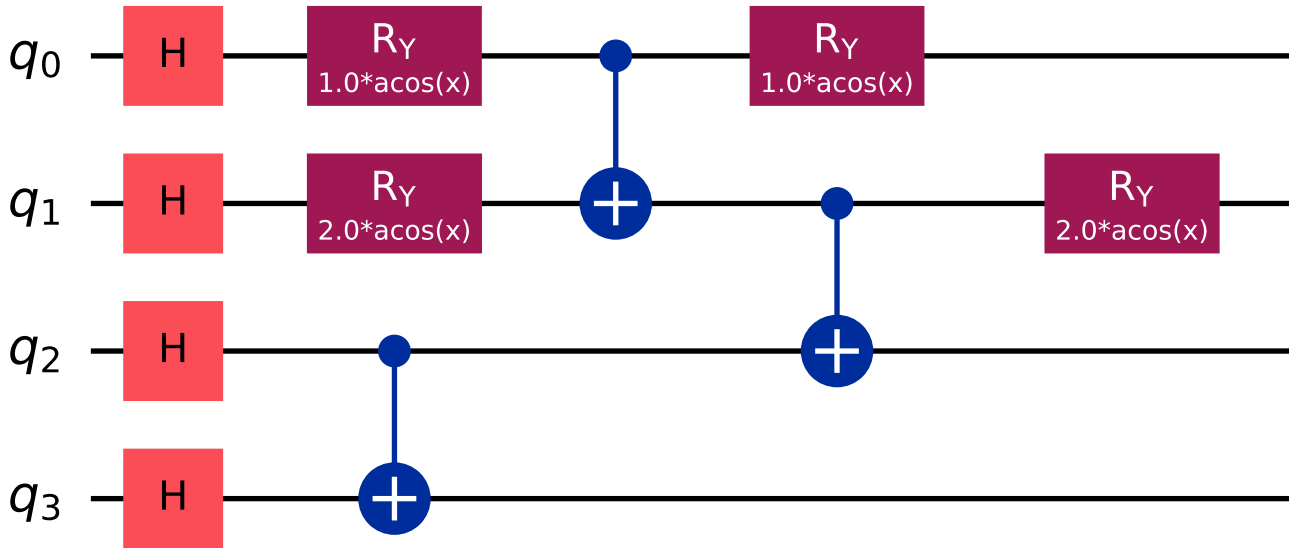 q0 H RY RY
1.0*acos(x) 1.0*acos(x)
q1 H RY RY
2.0*acos(x) 2.0*acos(x)
q2 H
q3 H